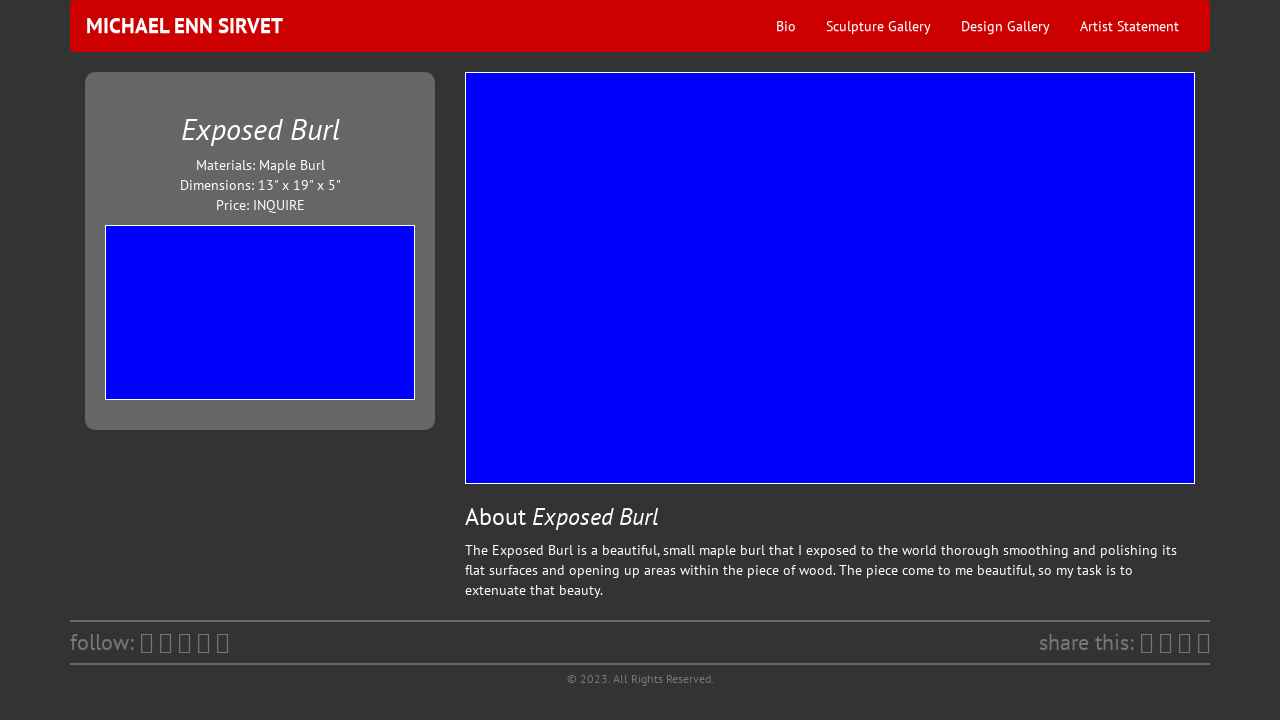 MICHAEL ENN SIRVET
Bio Sculpture Gallery Design Gallery Artist Statement
Exposed Burl
Materials: Maple Burl
Dimensions: 13" x 19" x 5"
Price: INQUIRE
About Exposed Burl
The Exposed Burl is a beautiful, small maple burl that I exposed to the world thorough smoothing and polishing its
flat surfaces and opening up areas within the piece of wood. The piece come to me beautiful, so my task is to
extenuate that beauty.
follow:
share this:
© 2023. All Rights Reserved.